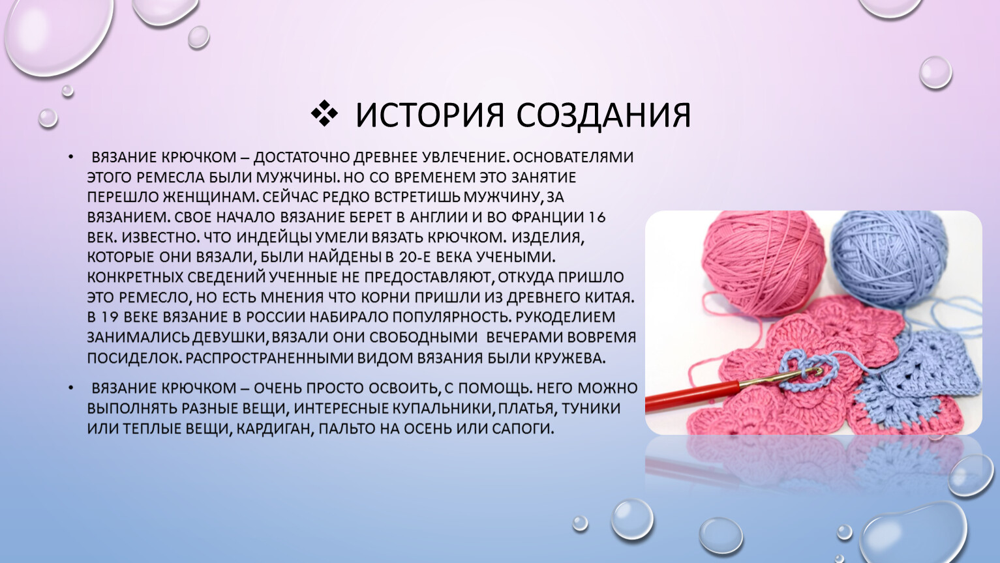 ❖ ИСТОРИЯ СОЗДАНИЯ
• ВЯЗАНИЕ КРЮЧКОМ – ДОСТАТОЧНО ДРЕВНЕЕ УВЛЕЧЕНИЕ. ОСНОВАТЕЛЯМИ
ЭТОГО РЕМЕСЛА БЫЛИ МУЖЧИНЫ. НО СО ВРЕМЕНЕМ ЭТО ЗАНЯТИЕ
ПЕРЕШЛО ЖЕНЩИНАМ. СЕЙЧАС РЕДКО ВСТРЕТИШЬ МУЖЧИНУ, ЗА
ВЯЗАНИЕМ. СВОЕ НАЧАЛО ВЯЗАНИЕ БЕРЕТ В АНГЛИИ И ВО ФРАНЦИИ 16
ВЕК. ИЗВЕСТНО. ЧТО ИНДЕЙЦЫ УМЕЛИ ВЯЗАТЬ КРЮЧКОМ. ИЗДЕЛИЯ,
КОТОРЫЕ ОНИ ВЯЗАЛИ, БЫЛИ НАЙДЕНЫ В 20-Е ВЕКА УЧЕНЫМИ.
КОНКРЕТНЫХ СВЕДЕНИЙ УЧЕННЫЕ НЕ ПРЕДОСТАВЛЯЮТ, ОТКУДА ПРИШЛО
ЭТО РЕМЕСЛО, НО ЕСТЬ МНЕНИЯ ЧТО КОРНИ ПРИШЛИ ИЗ ДРЕВНЕГО КИТАЯ.
В 19 ВЕКЕ ВЯЗАНИЕ В РОССИИ НАБИРАЛО ПОПУЛЯРНОСТЬ. РУКОДЕЛИЕМ
ЗАНИМАЛИСЬ ДЕВУШКИ, ВЯЗАЛИ ОНИ СВОБОДНЫМИ ВЕЧЕРАМИ ВОВРЕМЯ
ПОСИДЕЛОК. РАСПРОСТРАНЕННЫМИ ВИДОМ ВЯЗАНИЯ БЫЛИ КРУЖЕВА.
• ВЯЗАНИЕ КРЮЧКОМ – ОЧЕНЬ ПРОСТО ОСВОИТЬ, С ПОМОЩЬ. НЕГО МОЖНО
ВЫПОЛНЯТЬ РАЗНЫЕ ВЕЩИ, ИНТЕРЕСНЫЕ КУПАЛЬНИКИ, ПЛАТЬЯ, ТУНИКИ
ИЛИ ТЕПЛЫЕ ВЕЩИ, КАРДИГАН, ПАЛЬТО НА ОСЕНЬ ИЛИ САПОГИ.